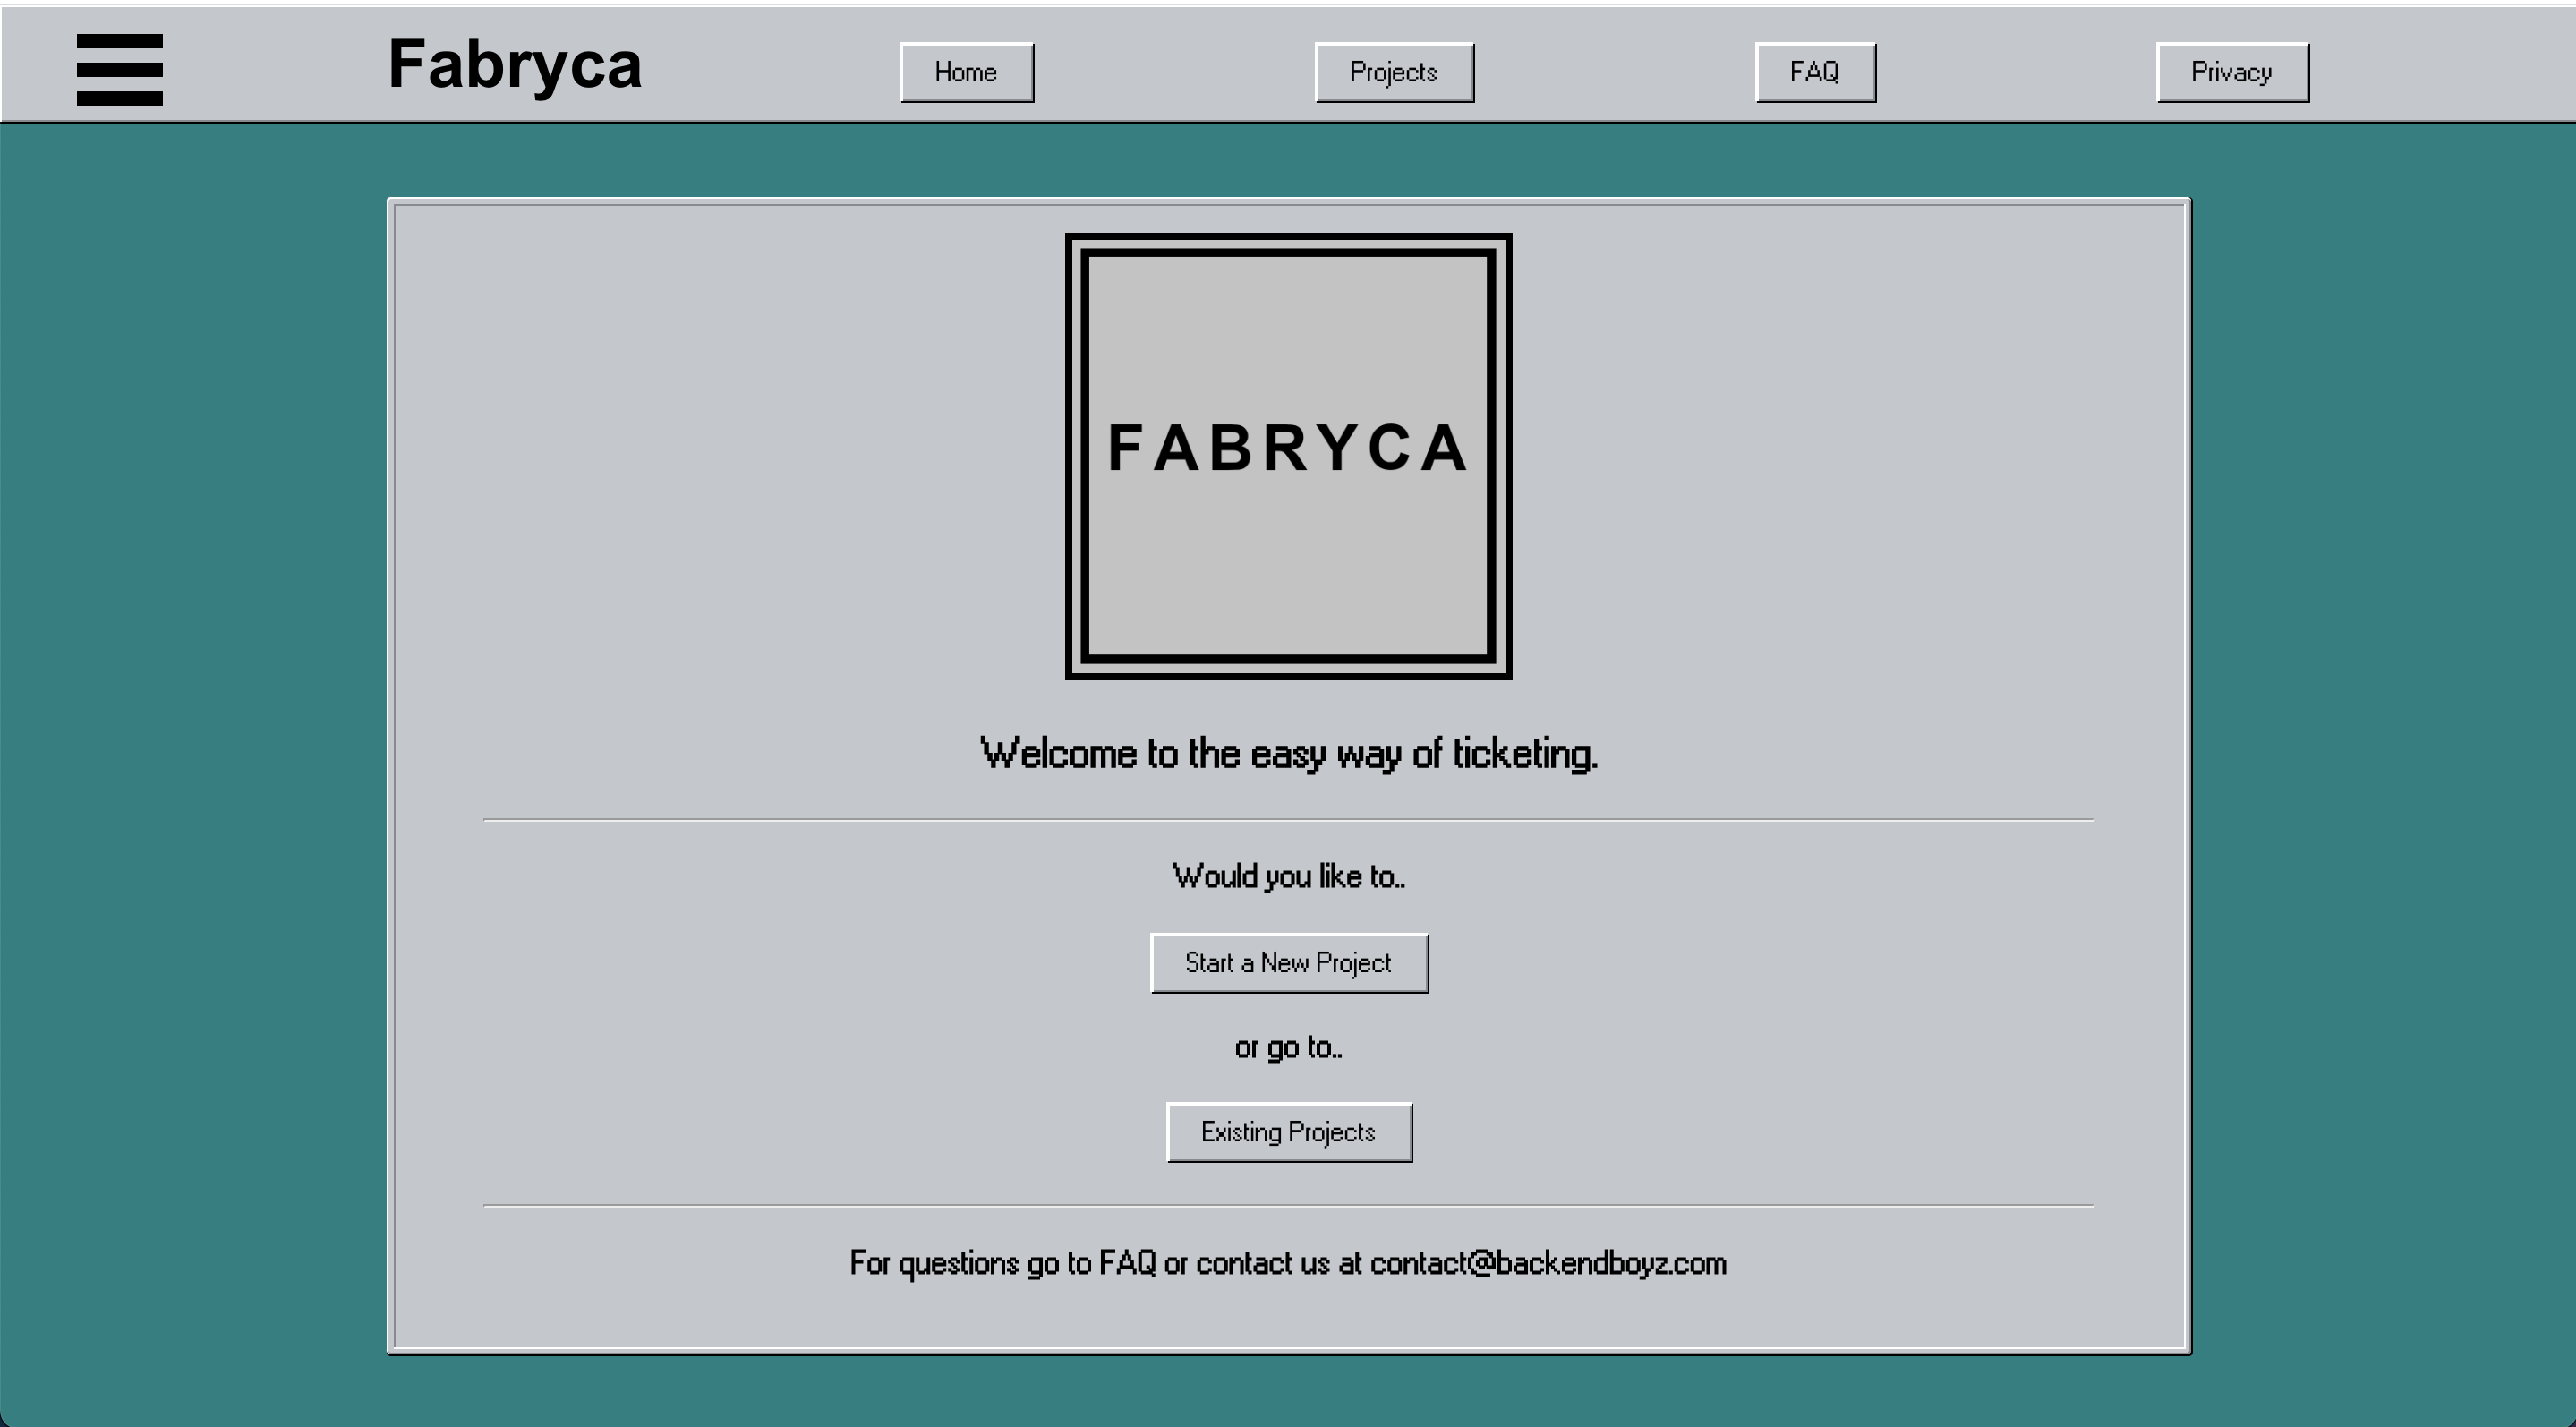 Fabryca Home Projects FAQ Privacy
FABRYCA
Welcome to the easy way of ticketing.
Would you like to..
Start a New Project
or go to..
Existing Projects
For questions go to FAQ or contact us at contact@backendboyz.com